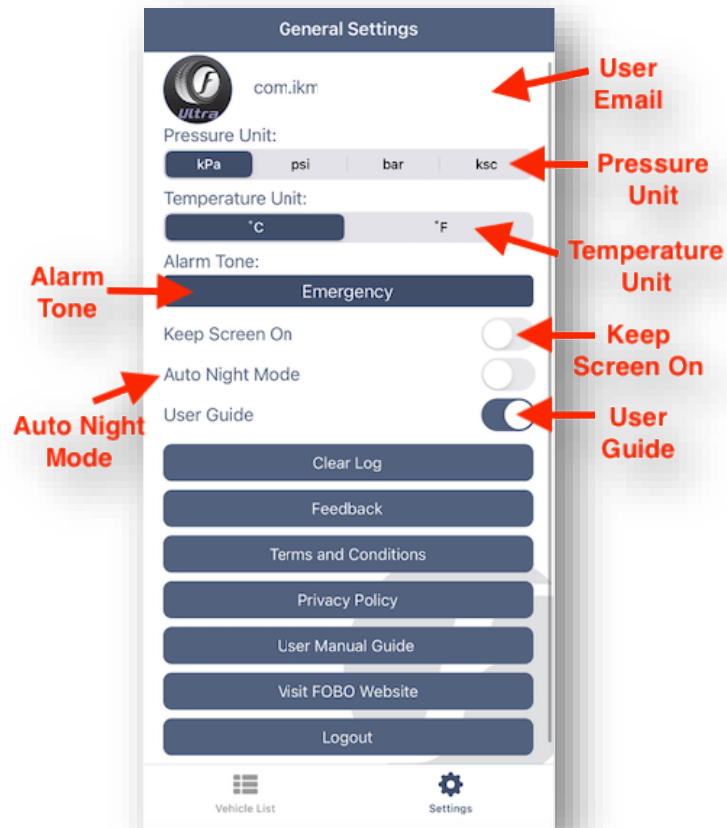 General Settings
Ultra
com.ikm
User
Email
Pressure Unit:
kPa psi bar ksc
Pressure
Unit
Temperature Unit:
°C °F
Temperature
Unit
Alarm Tone:
Alarm
Tone
Emergency
Keep Screen On
Keep
Screen On
Auto Night Mode
Auto Night
Mode
User Guide
User
Guide
Clear Log
Feedback
Terms and Conditions
Privacy Policy
User Manual Guide
Visit FOBO Website
Logout
Vehicle List Settings